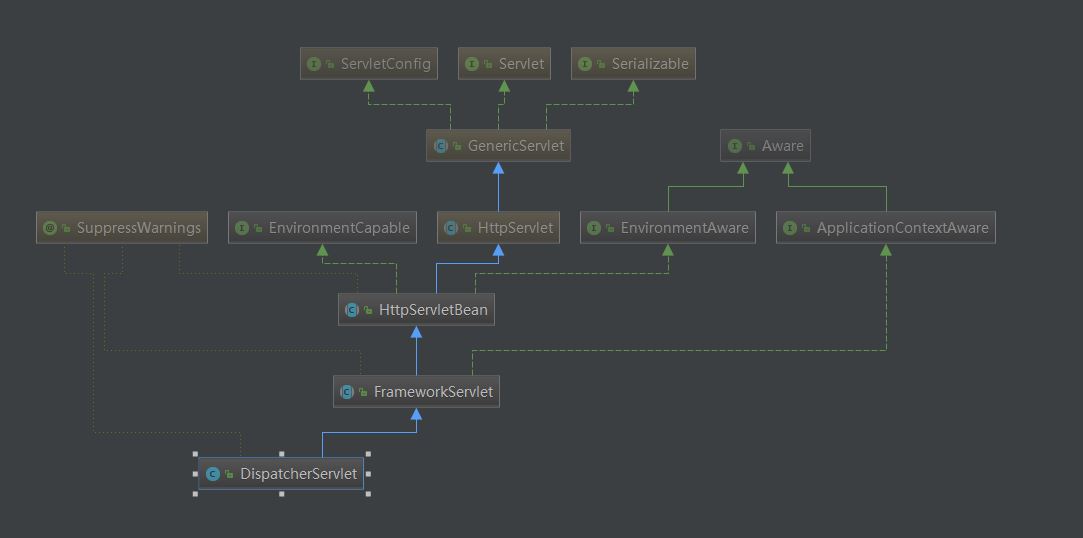 ServletConfig
Servlet
Serializable
GenericServlet
Aware
SuppressWarnings
EnvironmentCapable
HttpServlet
EnvironmentAware
ApplicationContextAware
HttpServletBean
FrameworkServlet
DispatcherServlet